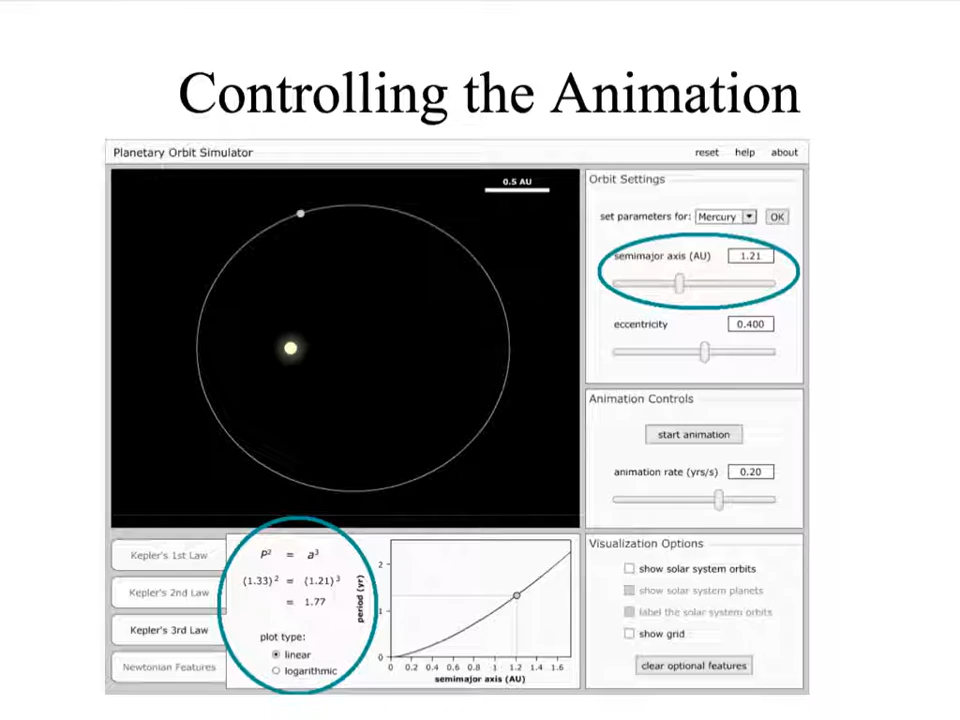 Controlling the Animation
Planetary Orbit Simulator
reset help about
0.5 AU
Orbit Settings
set parameters for: Mercury OK
semimajor axis (AU) 1.21
eccentricity 0.400
Animation Controls
start animation
animation rate (yrs/s) 0.20
Kepler's 1st Law
Kepler's 2nd Law
Kepler's 3rd Law
Newtonian Features
P² = a³
(1.33)² = (1.21)³
= 1.77
plot type:
linear
logarithmic
period (yr)
2
1
0
0 0.2 0.4 0.6 0.8 1 1.2 1.4 1.6
semimajor axis (AU)
Visualization Options
show solar system orbits
show solar system planets
label the solar system orbits
show grid
clear optional features